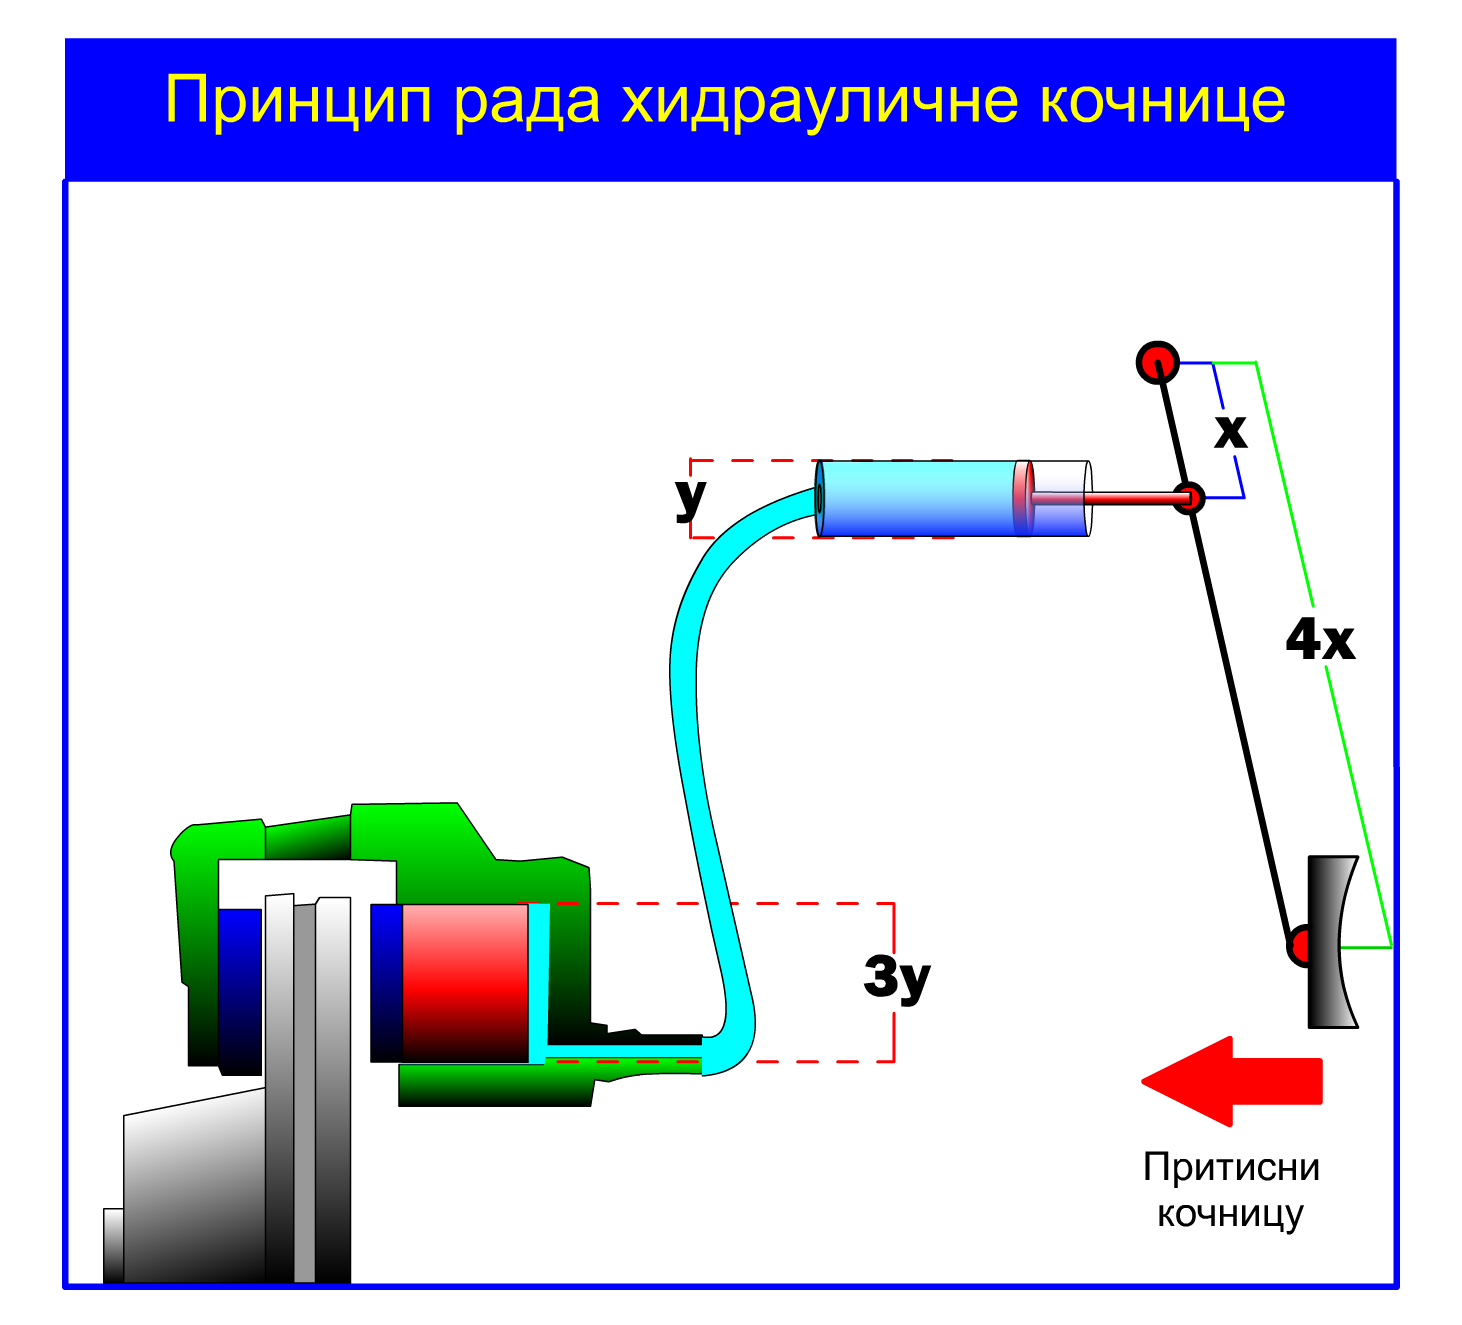 Принцип рада хидрауличне кочнице
x
y
4x
3y
Притисни
кочницу